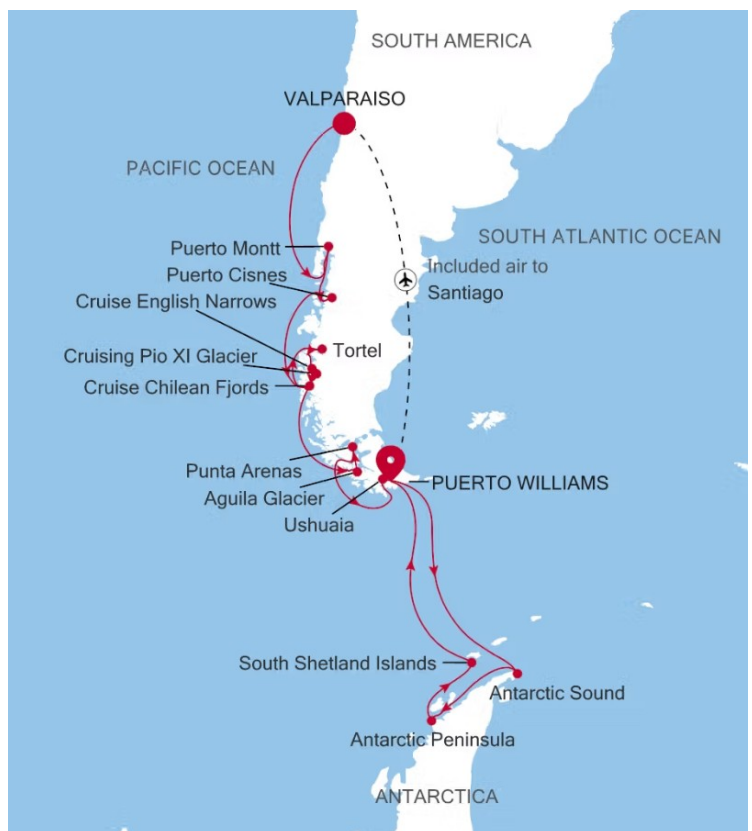 SOUTH AMERICA
VALPARAISO
PACIFIC OCEAN
SOUTH ATLANTIC OCEAN
Puerto Montt
Included air to
Santiago
Puerto Cisnes
Cruise English Narrows
Tortel
Cruising Pio XI Glacier
Cruise Chilean Fjords
Punta Arenas
Aguila Glacier
PUERTO WILLIAMS
Ushuaia
South Shetland Islands
Antarctic Sound
Antarctic Peninsula
ANTARCTICA